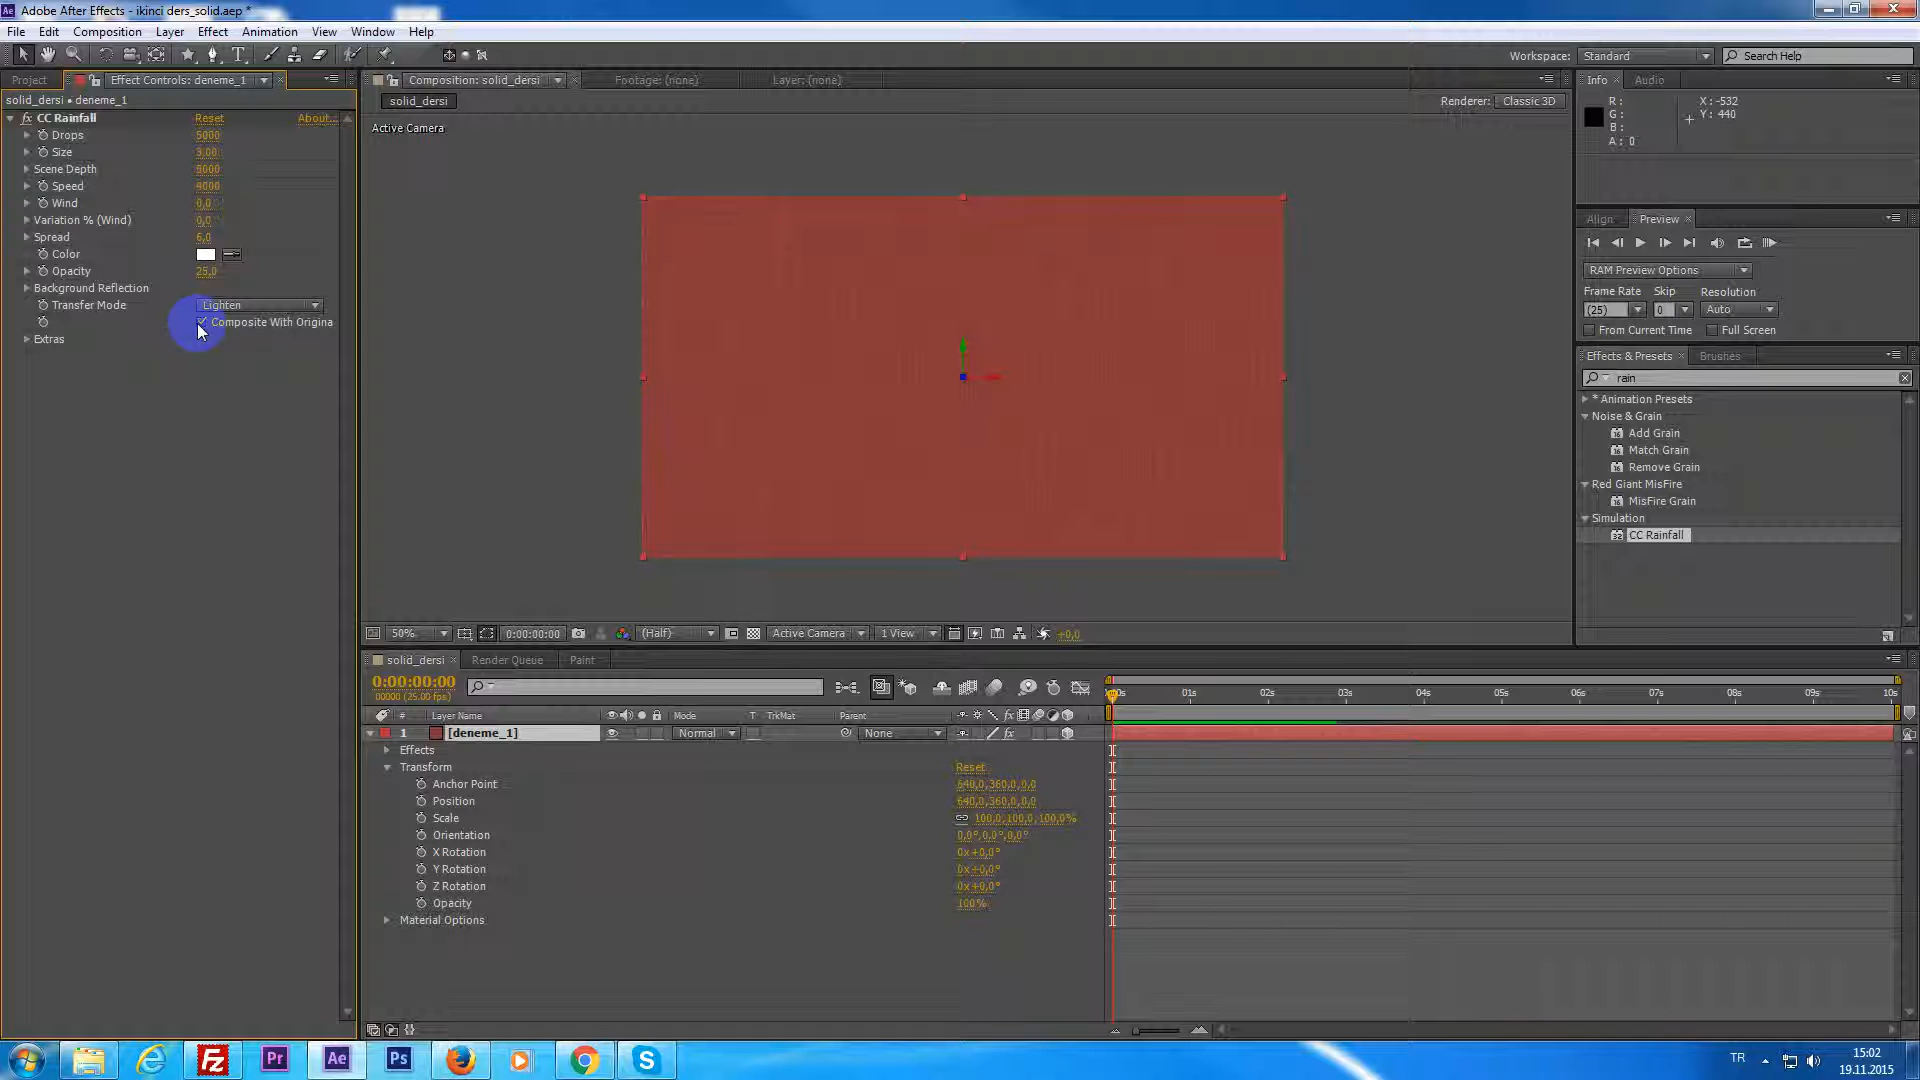 Adobe After Effects - ikinci ders_solid.aep *
File Edit Composition Layer Effect Animation View Window Help
Workspace: Standard Search Help
Project Effect Controls: deneme_1 Composition: solid_dersi Footage: (none) Layer: (none) Info Audio
solid_dersi • deneme_1
solid_dersi Renderer: Classic 3D
Active Camera
R: X: -532
G: Y: 440
B:
A: 0
fx CC Rainfall Reset About...
Drops 5000
Size 3,00
Scene Depth 5000
Speed 4000
Wind 0,0
Variation % (Wind) 0,0
Spread 6,0
Color
Opacity 25,0
Background Reflection
Transfer Mode Lighten
Composite With Origina
Extras
Align Preview
RAM Preview Options
Frame Rate Skip Resolution
(25) 0 Auto
From Current Time Full Screen
Effects & Presets Brushes
rain
* Animation Presets
Noise & Grain
Add Grain
Match Grain
Remove Grain
Red Giant MisFire
MisFire Grain
Simulation
CC Rainfall
50% 0:00:00:00 (Half) Active Camera 1 View +0,0
solid_dersi Render Queue Paint
0:00:00:00
00000 (25.00 fps)
01s 02s 03s 04s 05s 06s 07s 08s 09s 10s
# Layer Name Mode T TrkMat Parent
1 [deneme_1] Normal None
Effects
Transform Reset
Anchor Point 640,0,360,0,0,0
Position 640,0,360,0,0,0
Scale 100,0,100,0,100,0%
Orientation 0,0°,0,0°,0,0°
X Rotation 0x+0,0°
Y Rotation 0x+0,0°
Z Rotation 0x+0,0°
Opacity 100%
Material Options
Fz Pr Ae Ps S
TR 15:02
19.11.2015